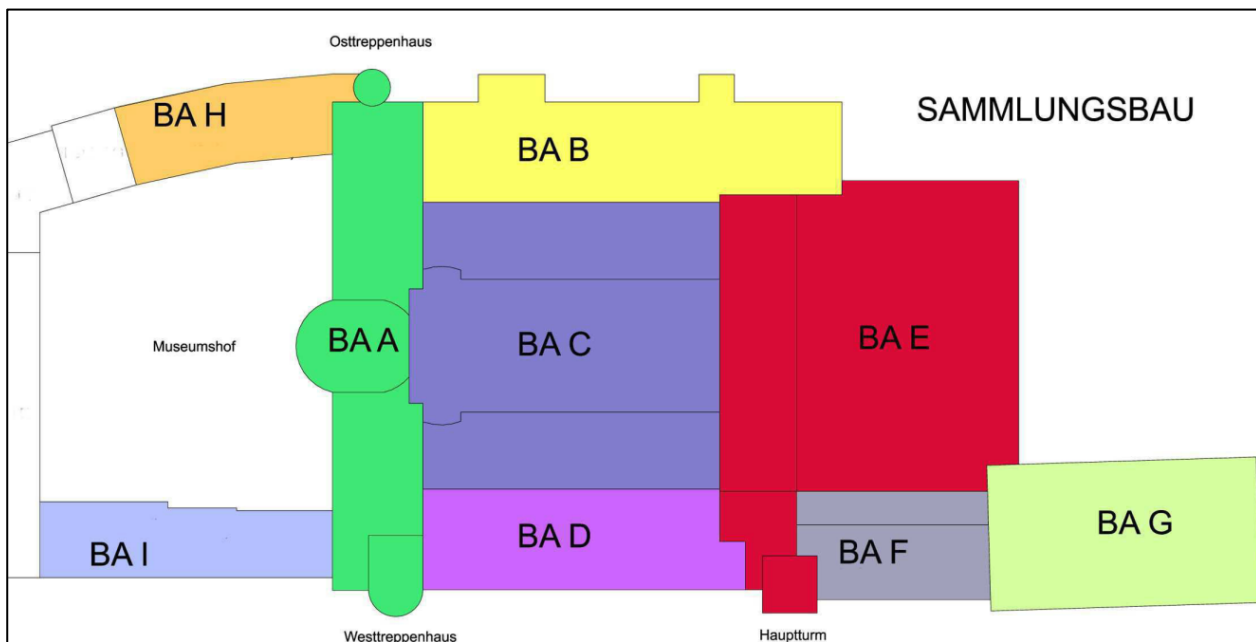 Osttreppenhaus
BA H
SAMMLUNGSBAU
BA B
Museumshof
BA A
BA C
BA E
BA I
BA D
BA F
BA G
Westtreppenhaus
Hauptturm